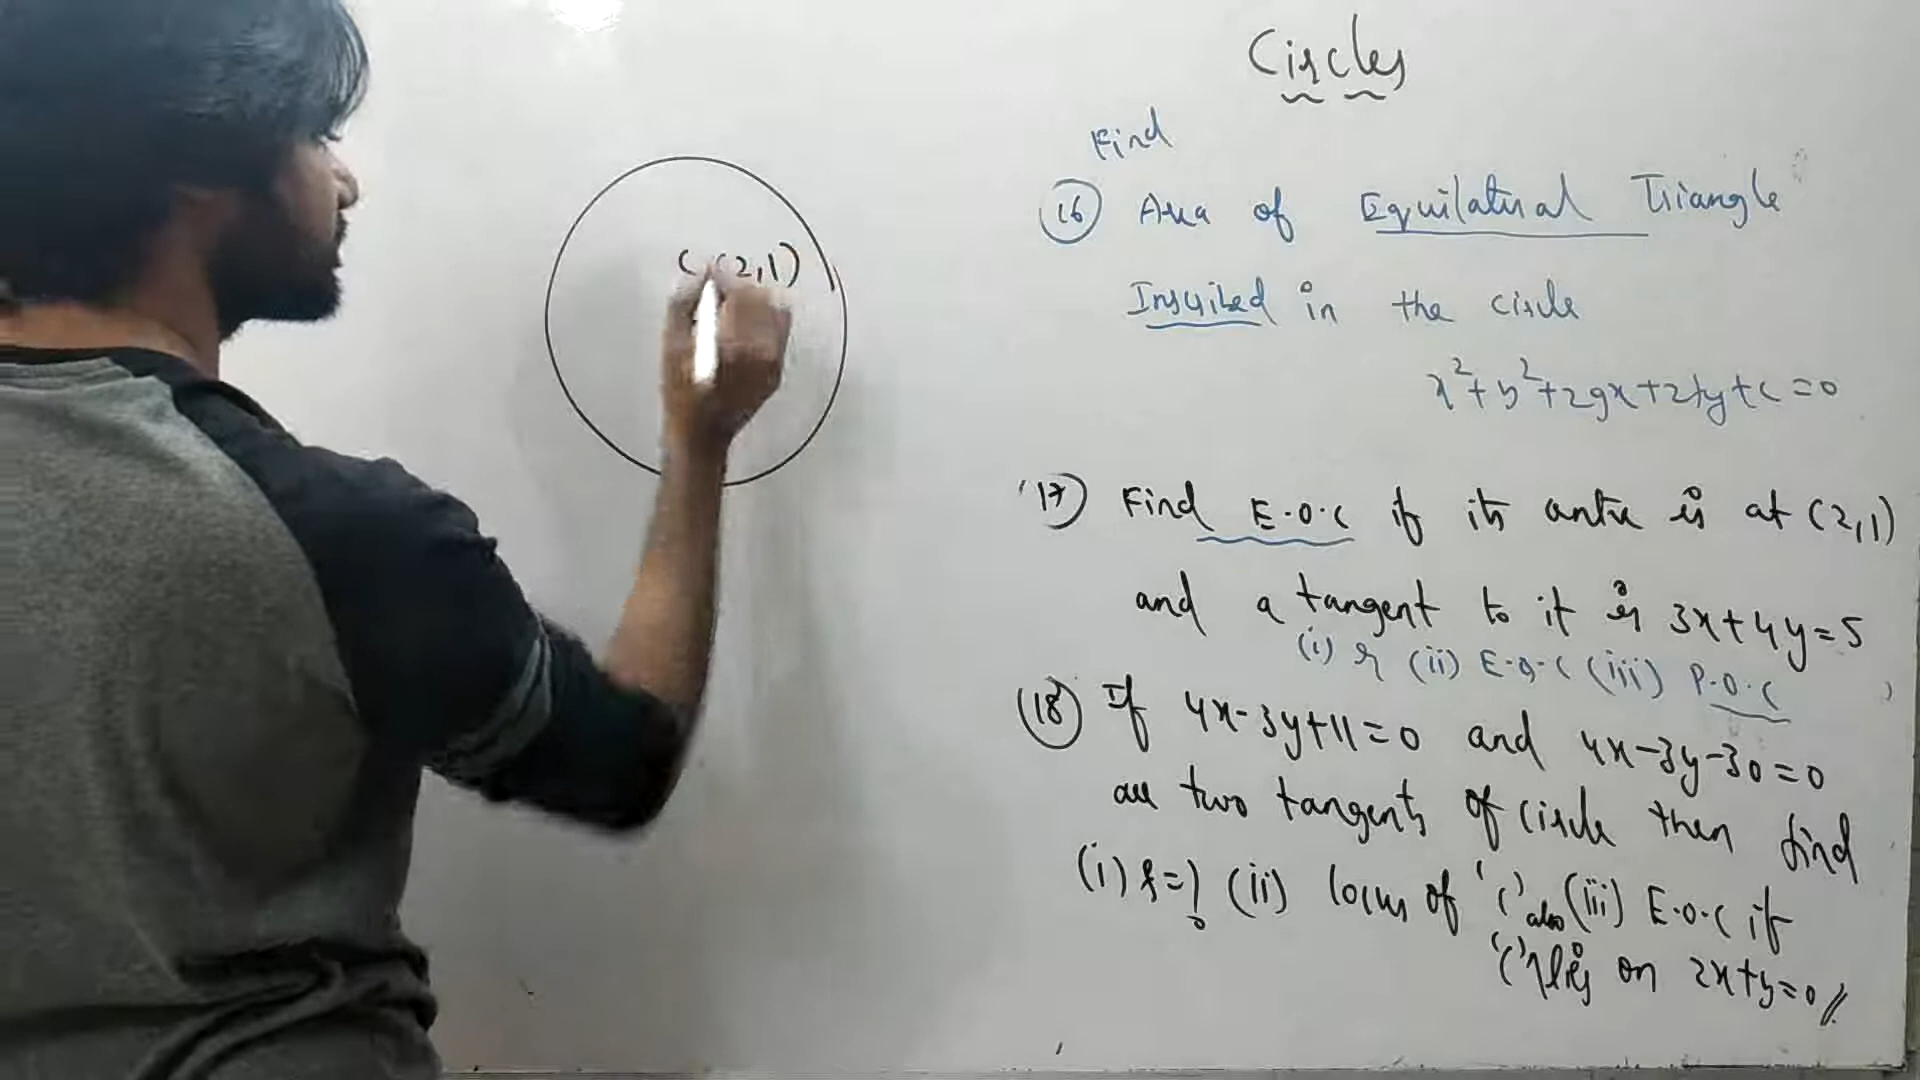 Circles
Find
(16) Area of Equilateral Triangle
Inscribed in the circle
x²+y²+2gx+2fy+c=0
(17) Find E.O.C if its centre is at (2,1)
and a tangent to it is 3x+4y=5
(i) r (ii) E.O.C (iii) P.O.C
(18) If 4x-3y+11=0 and 4x-3y-30=0
are two tangents of circle then find
(i) r=? (ii) locus of 'C' also (iii) E.O.C if
'C' lies on 2x+y=0//
C (2,1)